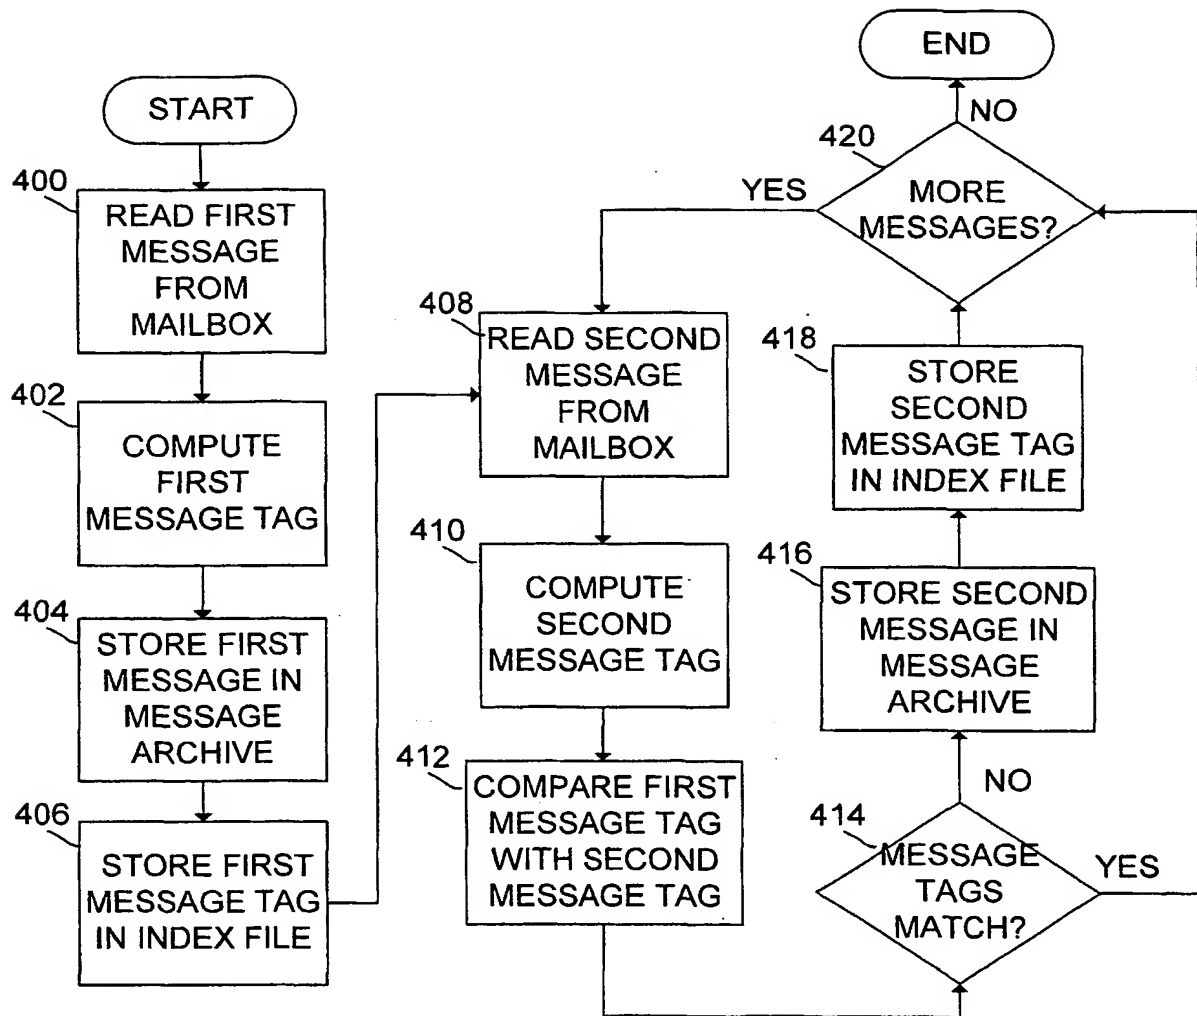 START
400
READ FIRST
MESSAGE
FROM
MAILBOX
402
COMPUTE
FIRST
MESSAGE TAG
404
STORE FIRST
MESSAGE IN
MESSAGE
ARCHIVE
406
STORE FIRST
MESSAGE TAG
IN INDEX FILE
408
READ SECOND
MESSAGE
FROM
MAILBOX
410
COMPUTE
SECOND
MESSAGE TAG
412
COMPARE FIRST
MESSAGE TAG
WITH SECOND
MESSAGE TAG
414
MESSAGE
TAGS
MATCH?
YES
NO
416
STORE SECOND
MESSAGE IN
MESSAGE
ARCHIVE
418
STORE
SECOND
MESSAGE TAG
IN INDEX FILE
420
MORE
MESSAGES?
YES
NO
END